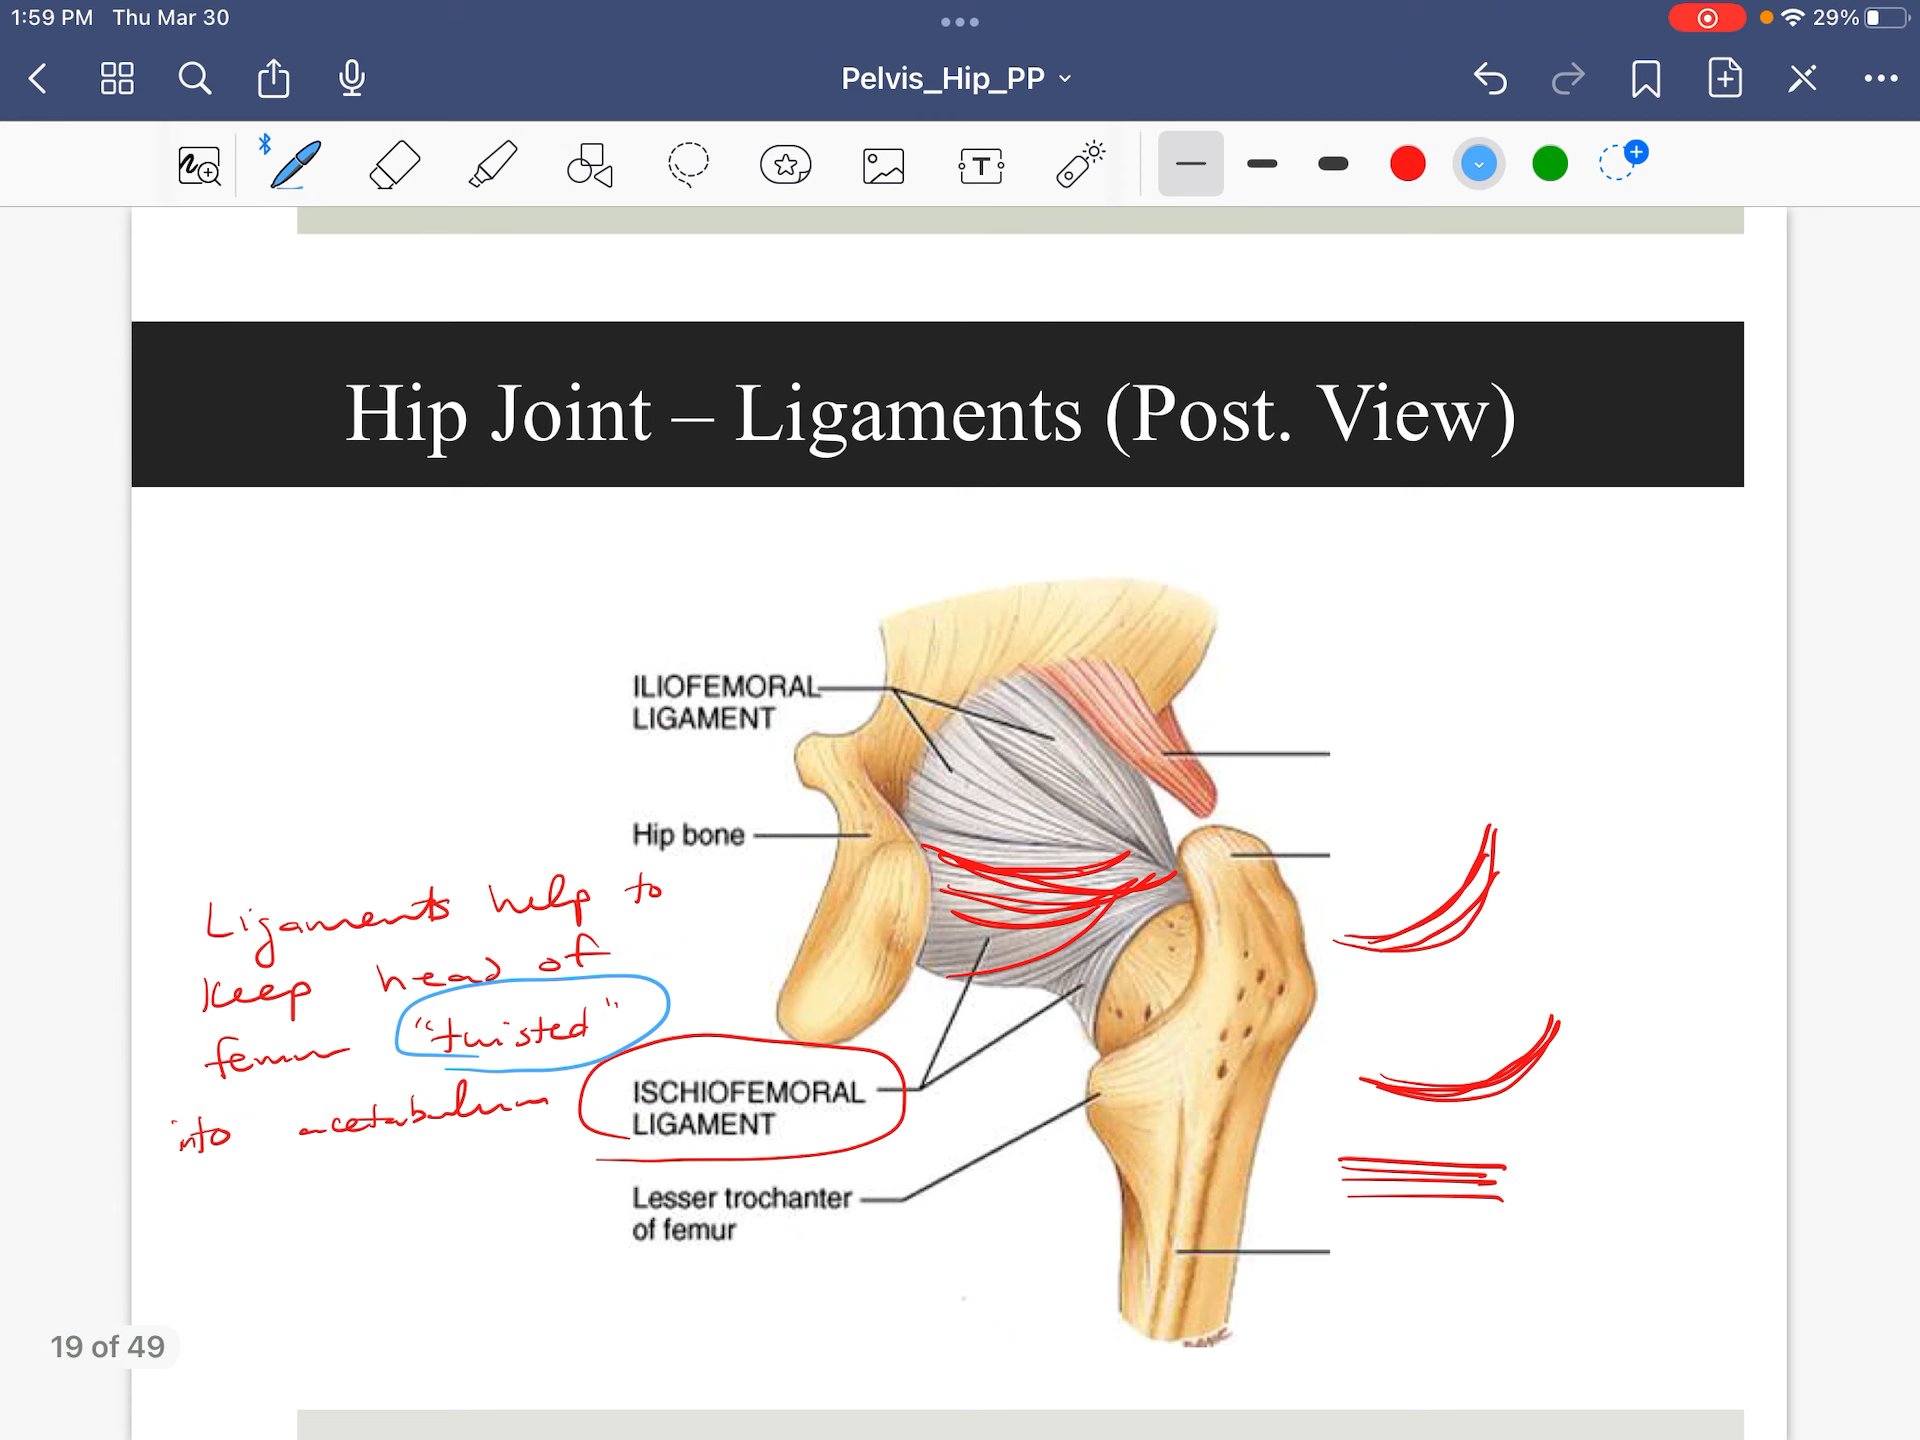 1:59 PM Thu Mar 30
29%
Pelvis_Hip_PP
T
Hip Joint – Ligaments (Post. View)
ILIOFEMORAL
LIGAMENT
Hip bone
Ligaments help to
keep head of
femur "twisted"
into acetabulum
ISCHIOFEMORAL
LIGAMENT
Lesser trochanter
of femur
19 of 49